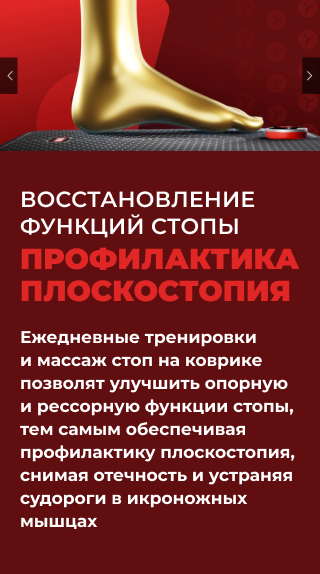 ВОССТАНОВЛЕНИЕ
ФУНКЦИЙ СТОПЫ
ПРОФИЛАКТИКА
ПЛОСКОСТОПИЯ
Ежедневные тренировки
и массаж стоп на коврике
позволят улучшить опорную
и рессорную функции стопы,
тем самым обеспечивая
профилактику плоскостопия,
снимая отечность и устраняя
судороги в икроножных
мышцах